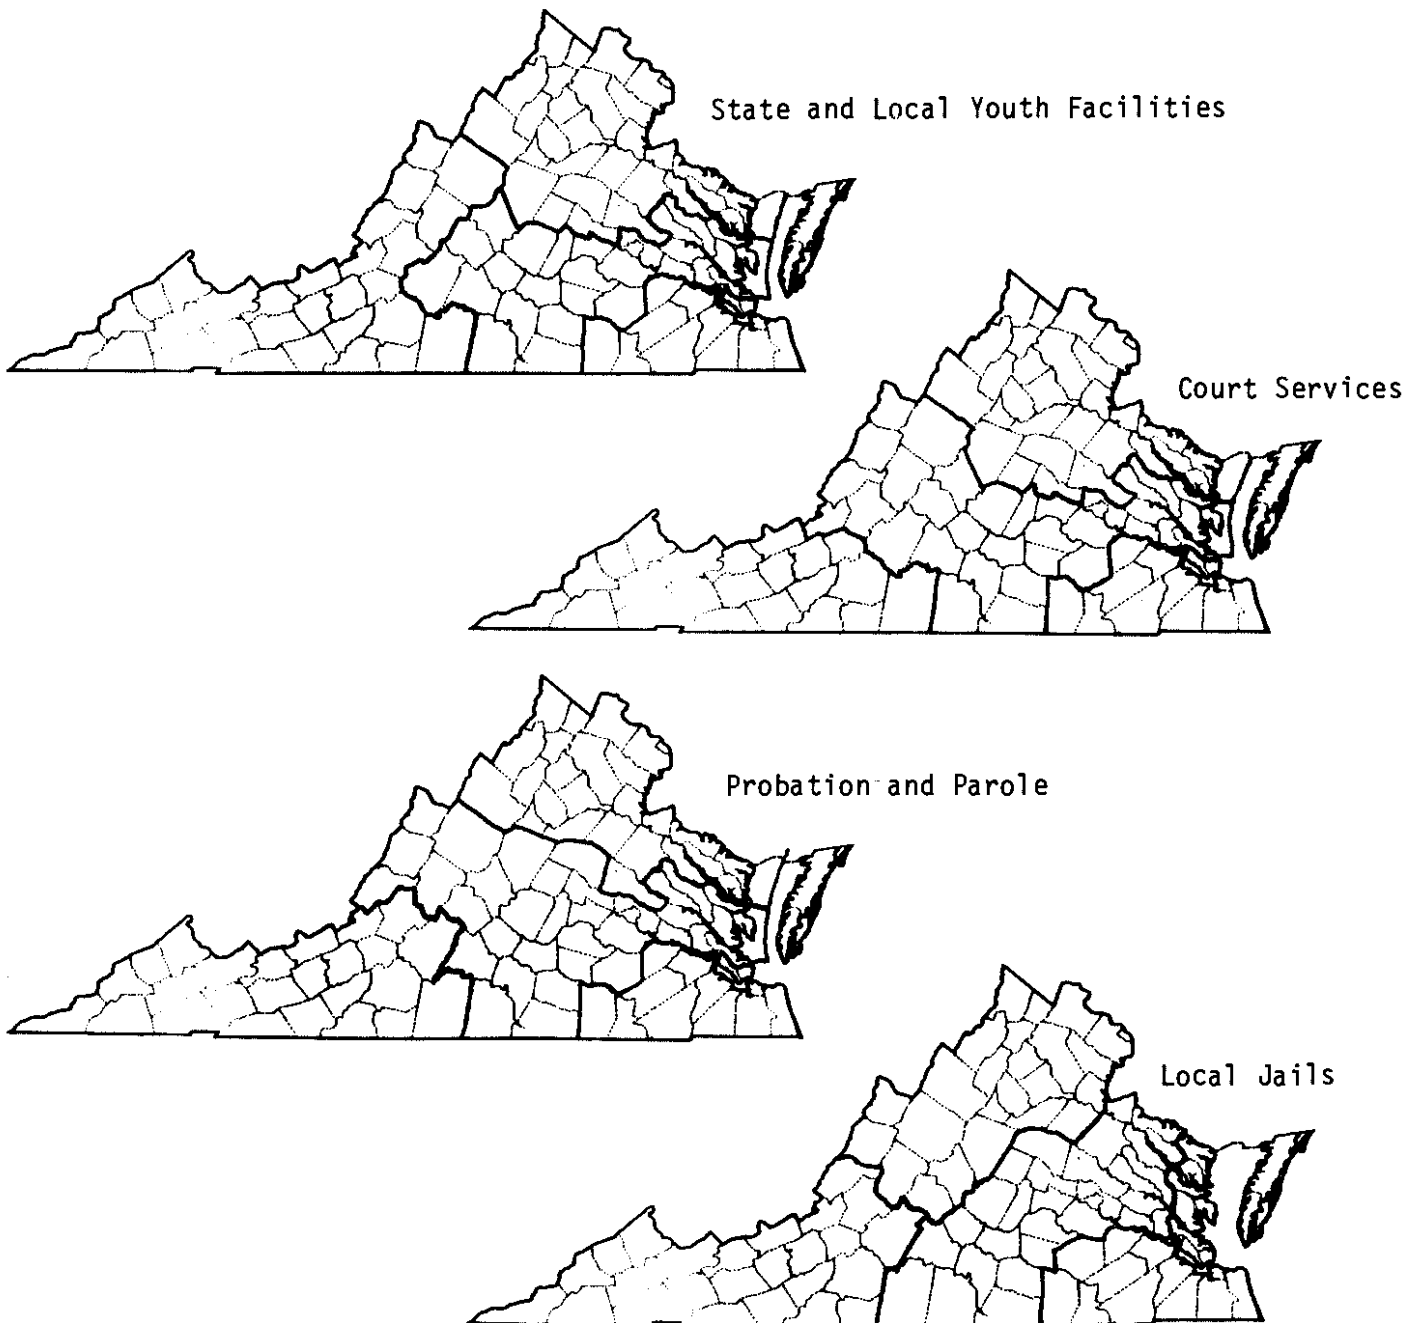 State and Local Youth Facilities
Court Services
Probation and Parole
Local Jails